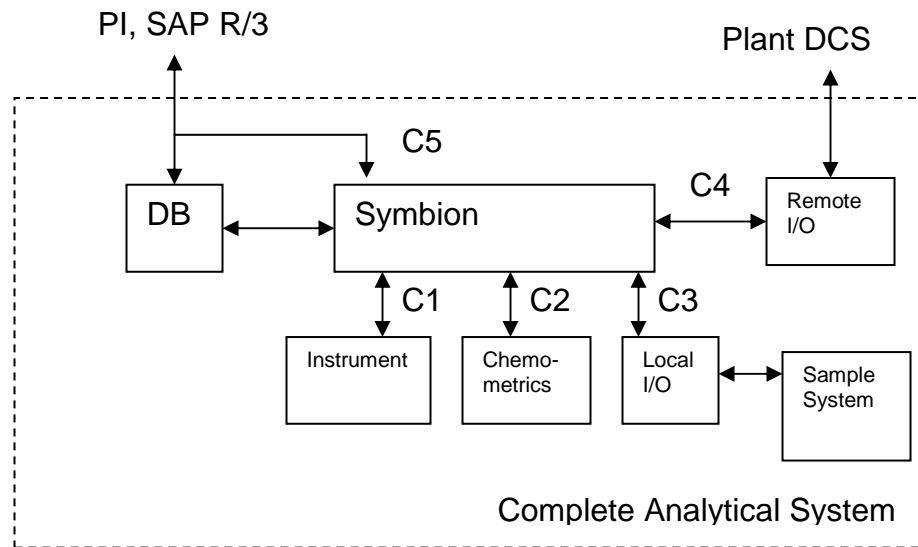 PI, SAP R/3
Plant DCS
C5
C4
DB
Symbion
Remote
I/O
C1
C2
C3
Instrument
Chemo-
metrics
Local
I/O
Sample
System
Complete Analytical System